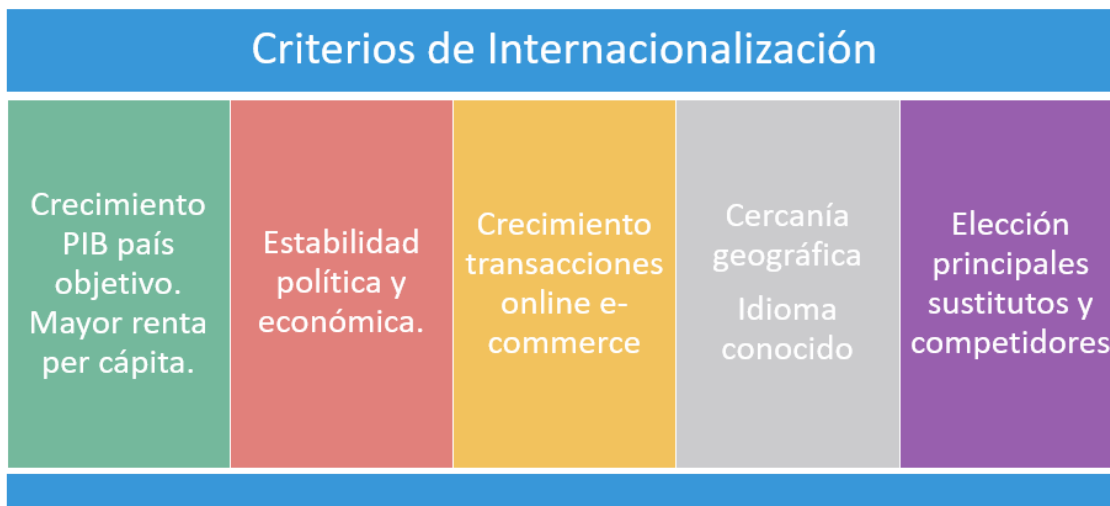 Criterios de Internacionalización
Crecimiento
PIB país
objetivo.
Mayor renta
per cápita.
Estabilidad
política y
económica.
Crecimiento
transacciones
online e-
commerce
Cercanía
geográfica
Idioma
conocido
Elección
principales
sustitutos y
competidores